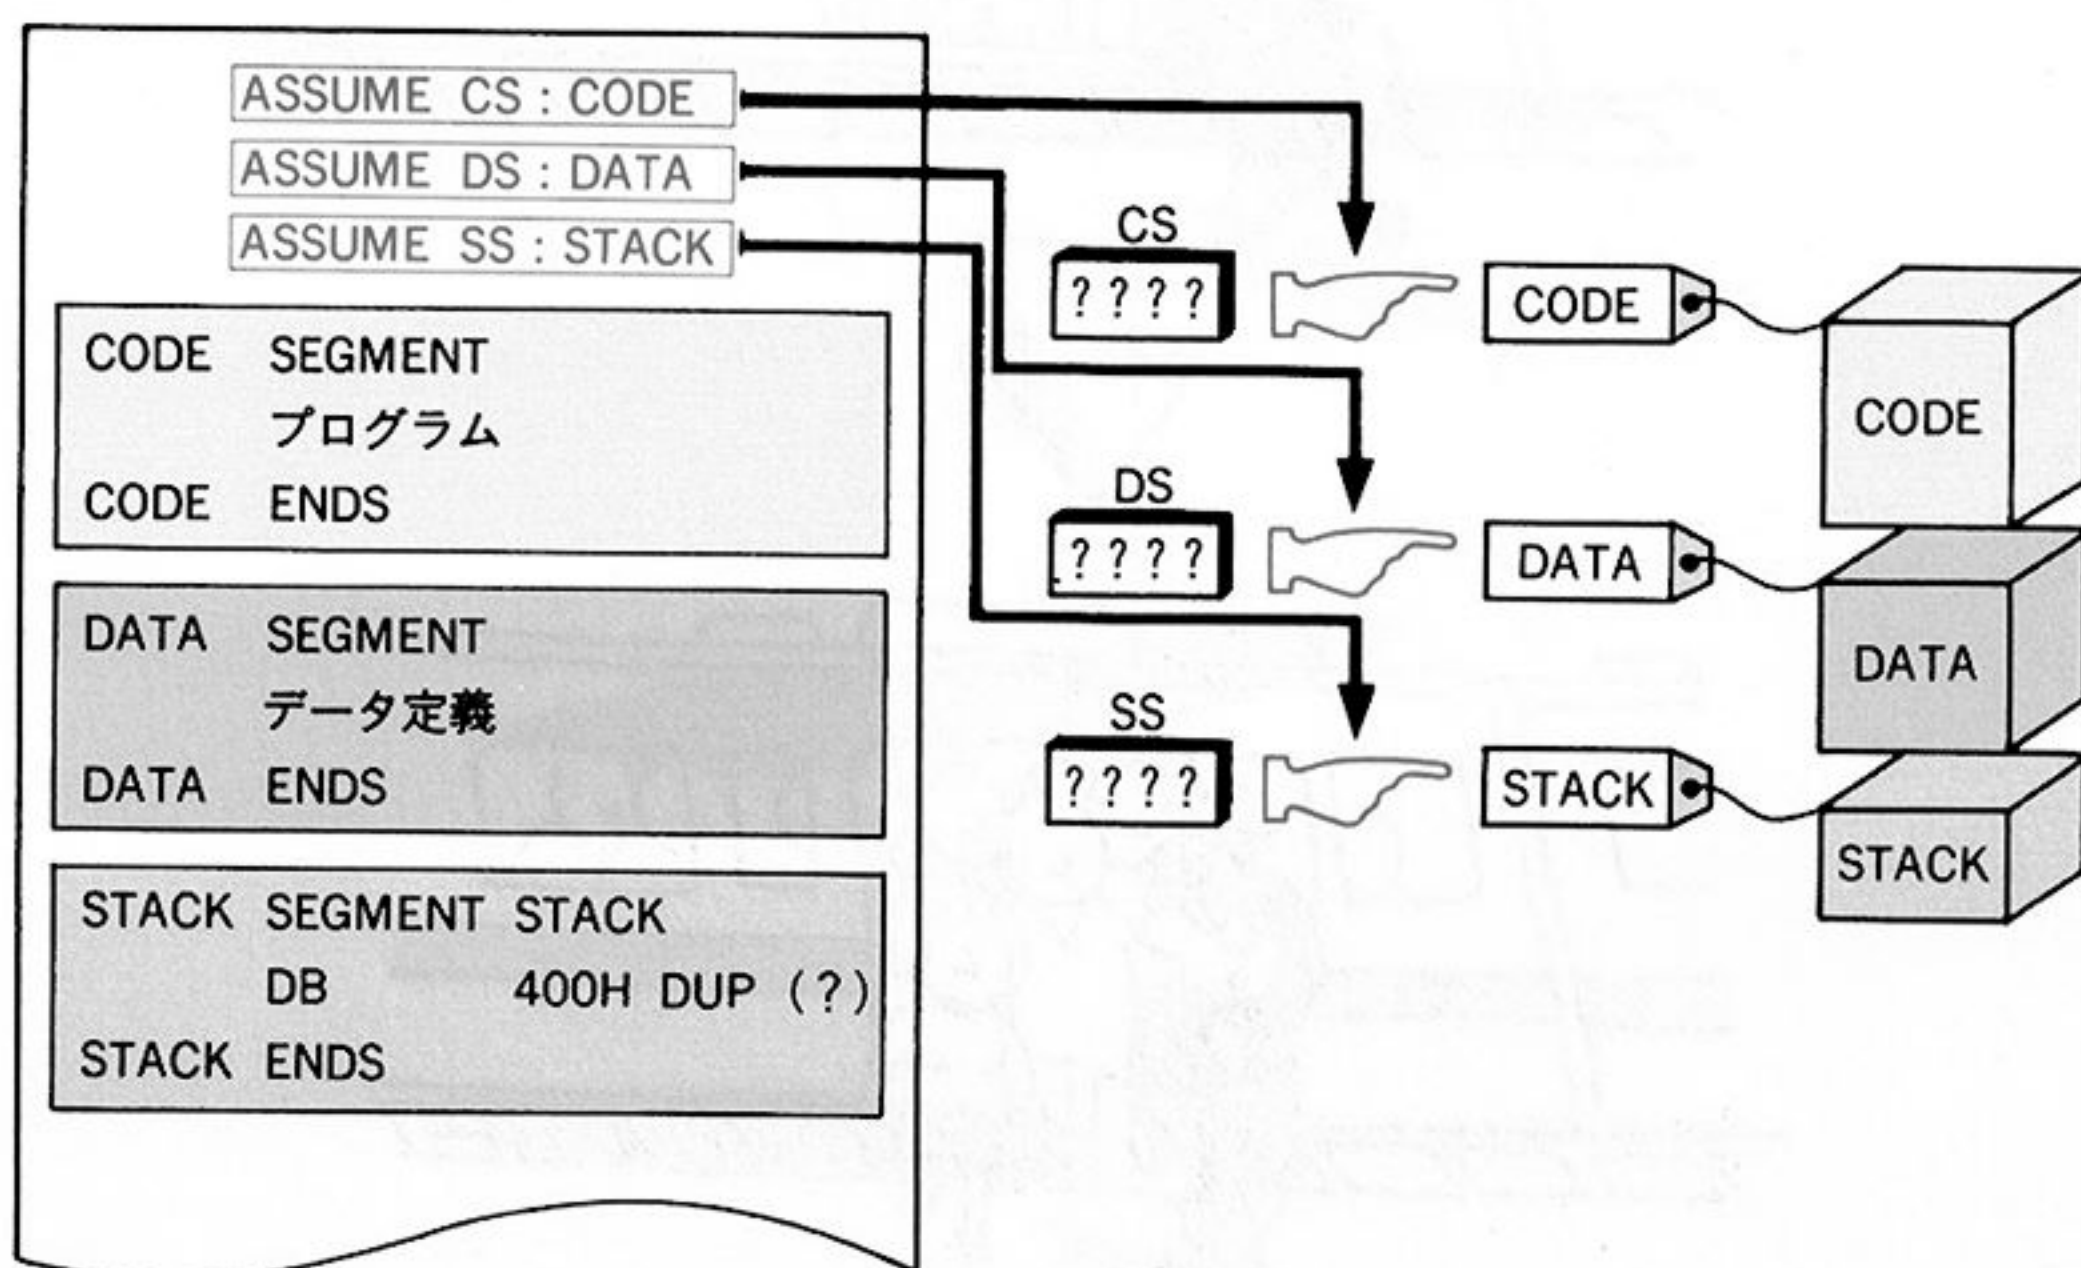 ASSUME CS : CODE
ASSUME DS : DATA
ASSUME SS : STACK
CODE SEGMENT
プログラム
CODE ENDS
DATA SEGMENT
データ定義
DATA ENDS
STACK SEGMENT STACK
DB 400H DUP (?)
STACK ENDS
CS
? ? ? ?
CODE
CODE
DS
? ? ? ?
DATA
DATA
SS
? ? ? ?
STACK
STACK